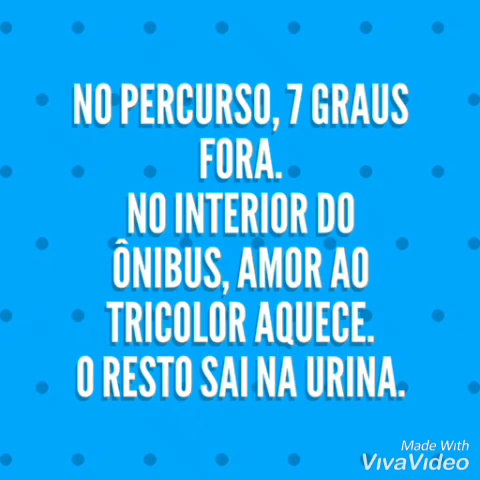 NO PERCURSO, 7 GRAUS
FORA.
NO INTERIOR DO
ÔNIBUS, AMOR AO
TRICOLOR AQUECE.
O RESTO SAI NA URINA.
Made With
VivaVideo